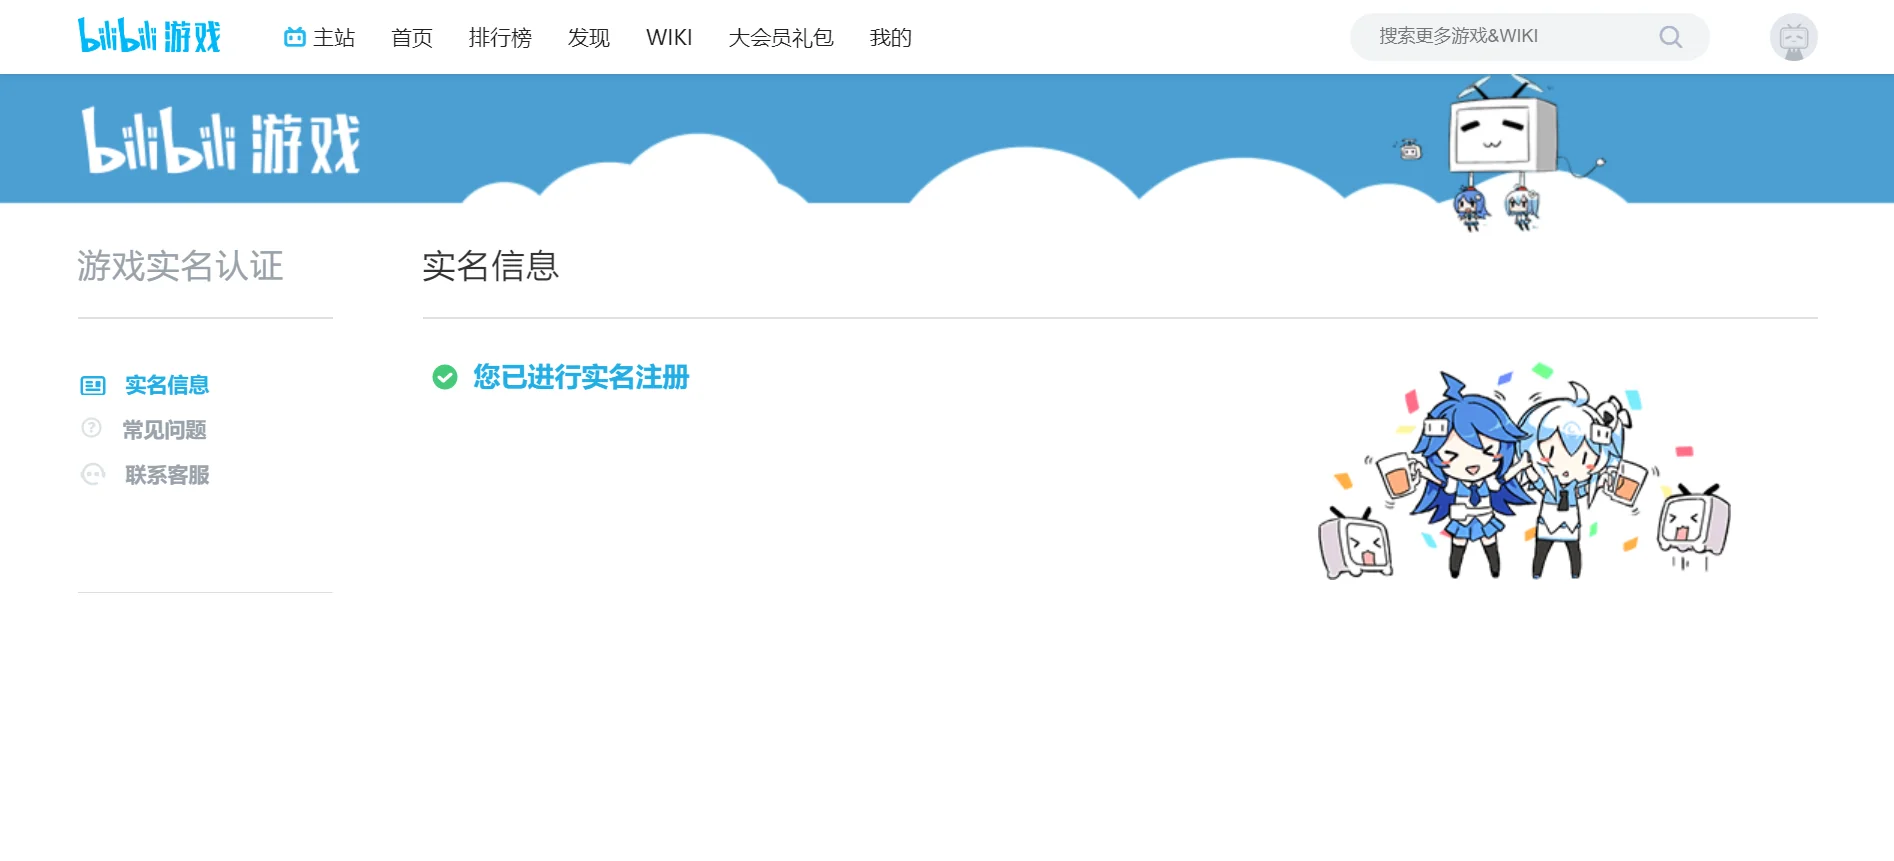 bilibili 游戏
主站
首页
排行榜
发现
WIKI
大会员礼包
我的
搜索更多游戏&WIKI
bilibili 游戏
游戏实名认证
实名信息
常见问题
联系客服
实名信息
您已进行实名注册